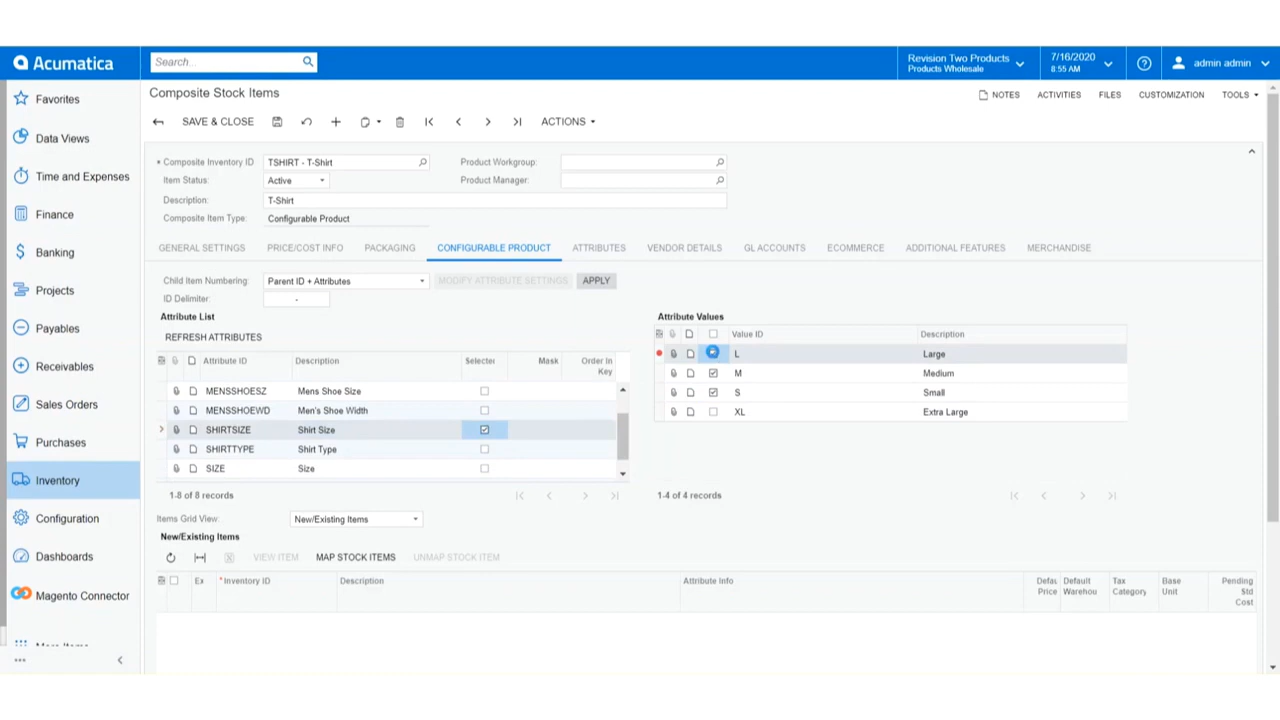 Acumatica
Search...
Revision Two Products
Products Wholesale
7/16/2020
8:55 AM
admin admin
Favorites
Data Views
Time and Expenses
Finance
Banking
Projects
Payables
Receivables
Sales Orders
Purchases
Inventory
Configuration
Dashboards
Magento Connector
Composite Stock Items
NOTES ACTIVITIES FILES CUSTOMIZATION TOOLS
SAVE & CLOSE ACTIONS
* Composite Inventory ID TSHIRT - T-Shirt Product Workgroup:
Item Status: Active Product Manager:
Description: T-Shirt
Composite Item Type: Configurable Product
GENERAL SETTINGS PRICE/COST INFO PACKAGING CONFIGURABLE PRODUCT ATTRIBUTES VENDOR DETAILS GL ACCOUNTS ECOMMERCE ADDITIONAL FEATURES MERCHANDISE
Child Item Numbering: Parent ID + Attributes MODIFY ATTRIBUTE SETTINGS APPLY
ID Delimiter: -
Attribute List
REFRESH ATTRIBUTES
Attribute ID Description Selected Mask Order In Key
MENSSHOESZ Mens Shoe Size
MENSSHOEWD Men's Shoe Width
SHIRTSIZE Shirt Size
SHIRTTYPE Shirt Type
SIZE Size
1-8 of 8 records
Attribute Values
Value ID Description
L Large
M Medium
S Small
XL Extra Large
1-4 of 4 records
Items Grid View: New/Existing Items
New/Existing Items
VIEW ITEM MAP STOCK ITEMS UNMAP STOCK ITEM
Ex * Inventory ID Description Attribute Info Defau Price Default Warehou Tax Category Base Unit Pending Std Cost